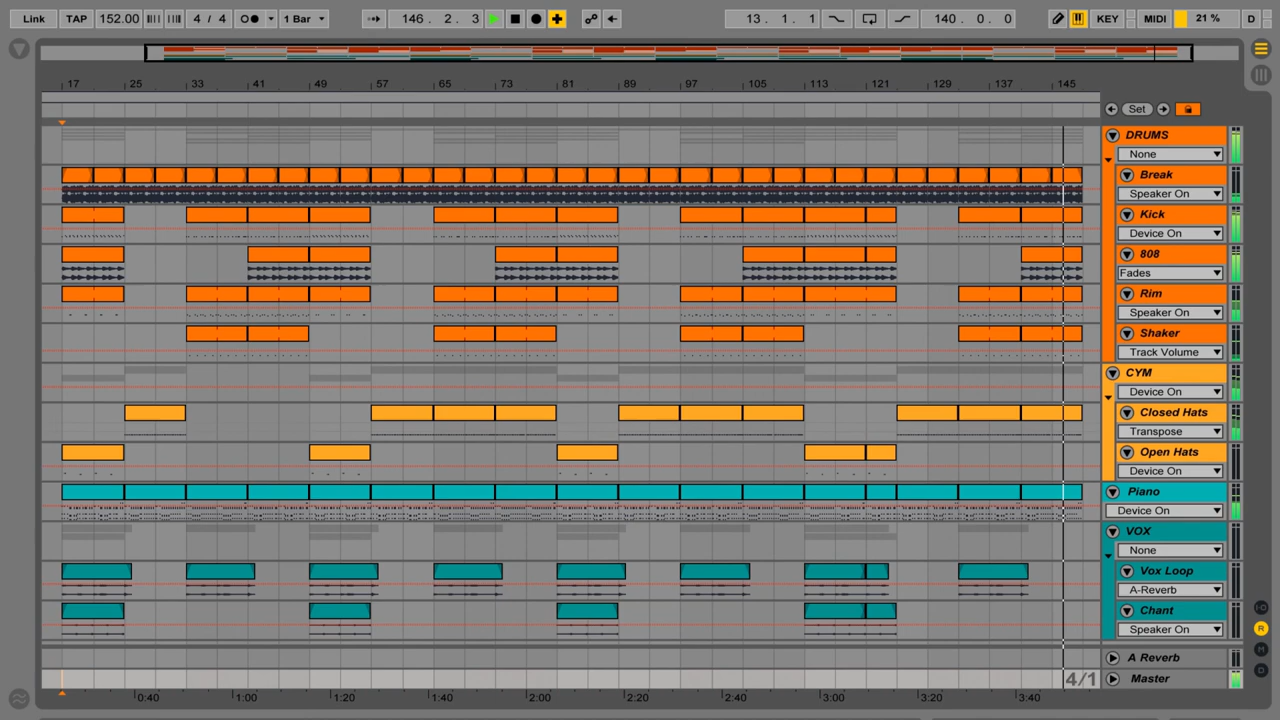 Link TAP 152.00 4 / 4 1 Bar 146 . 2 . 3 13 . 1 . 1 140 . 0 . 0 KEY MIDI 21 % D
17 25 33 41 49 57 65 73 81 89 97 105 113 121 129 137 145
Set
DRUMS
None
Break
Speaker On
Kick
Device On
808
Fades
Rim
Speaker On
Shaker
Track Volume
CYM
Device On
Closed Hats
Transpose
Open Hats
Device On
Piano
Device On
VOX
None
Vox Loop
A-Reverb
Chant
Speaker On
I-O
R
M
D
A Reverb
4/1 Master
0:40 1:00 1:20 1:40 2:00 2:20 2:40 3:00 3:20 3:40